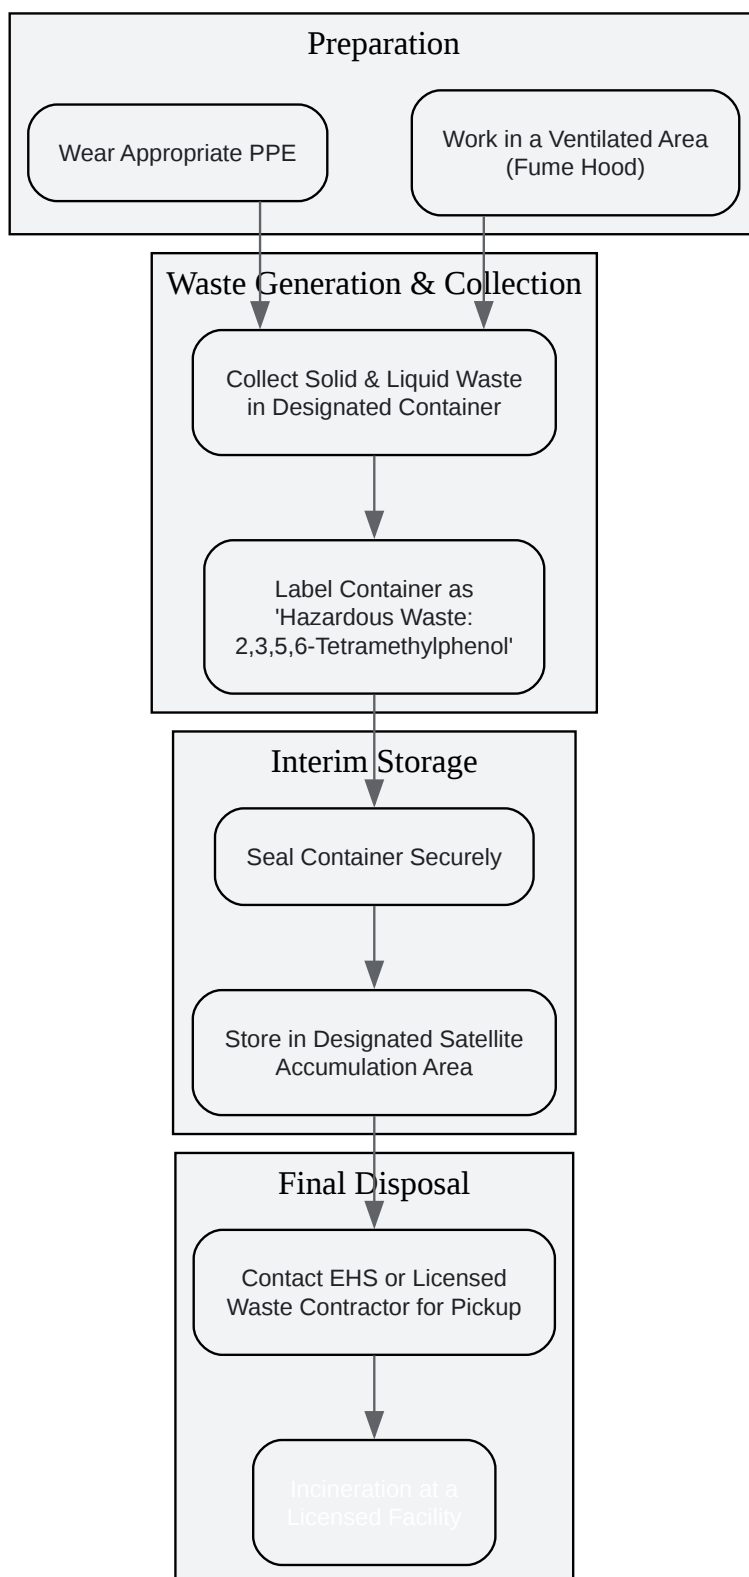 Preparation
Wear Appropriate PPE
Work in a Ventilated Area
(Fume Hood)
Waste Generation & Collection
Collect Solid & Liquid Waste
in Designated Container
Label Container as
'Hazardous Waste:
2,3,5,6-Tetramethylphenol'
Interim Storage
Seal Container Securely
Store in Designated Satellite
Accumulation Area
Final Disposal
Contact EHS or Licensed
Waste Contractor for Pickup
Incineration at a
Licensed Facility